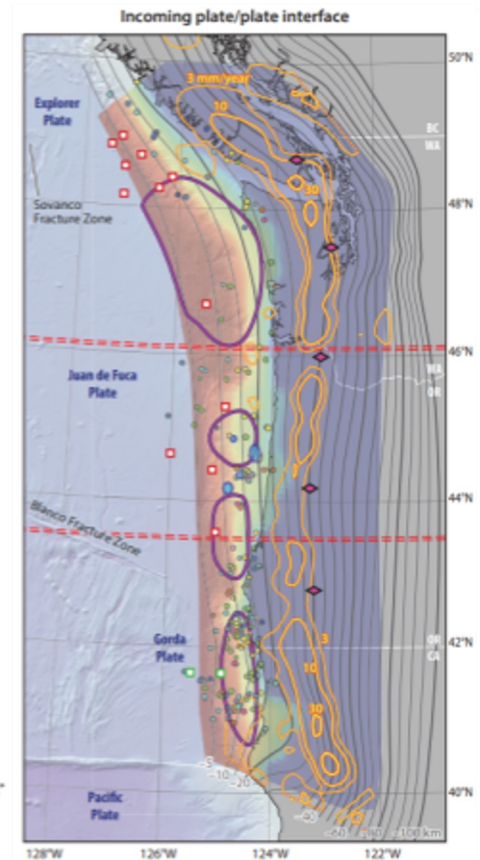 Incoming plate/plate interface
50°N
3 mm/year
10
Explorer
Plate
BC
WA
30
Sovanco
Fracture Zone
48°N
46°N
WA
OR
Juan de Fuca
Plate
44°N
Blanco Fracture Zone
Gorda
Plate
3
OR
CA
42°N
10
30
–5
–10
–20
Pacific
Plate
–40
–60
–80
–100 km
40°N
128°W
126°W
124°W
122°W